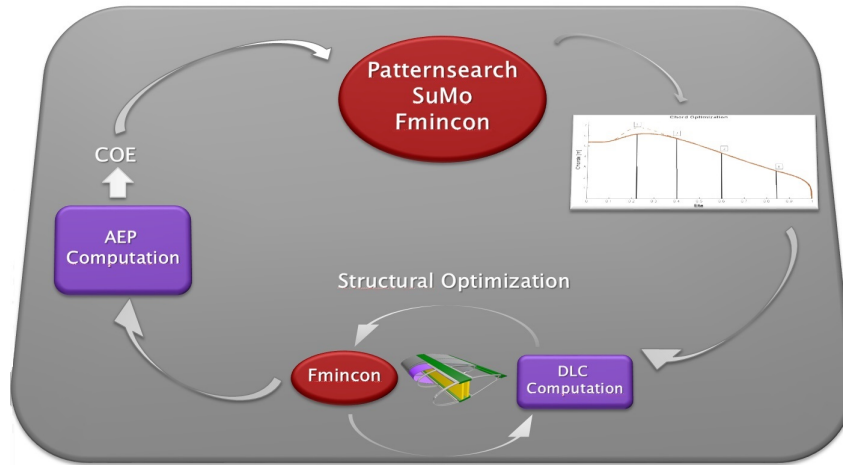 Patternsearch
SuMo
Fmincon
Chord Optimization
COE
AEP
Computation
Structural Optimization
Fmincon
DLC
Computation